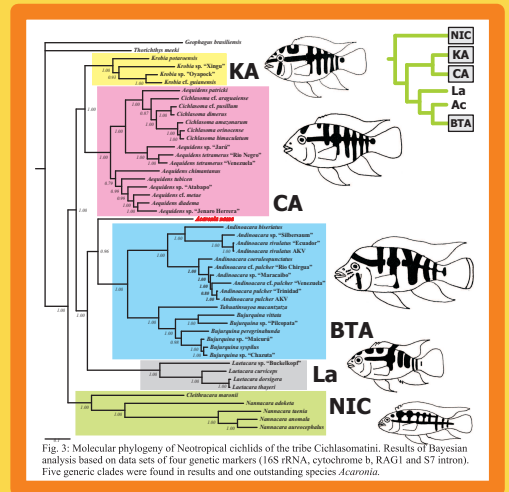 Geophagus brasiliensis
Thorichthys meeki
Krobia potaroensis
Krobia sp. "Xingu"
Krobia sp. "Oyapock"
Krobia cf. guianensis
KA
Aequidens patricki
Cichlasoma cf. araguaiense
Cichlasoma cf. pusillum
Cichlasoma dimerus
Cichlasoma amazonarum
Cichlasoma orinocense
Cichlasoma bimaculatum
Aequidens sp. "Jarú"
Aequidens tetramerus "Rio Negro"
Aequidens tetramerus "Venezuela"
Aequidens chimantanus
Aequidens tubicen
Aequidens sp. "Atabapo"
Aequidens cf. metae
Aequidens diadema
Aequidens sp. "Jenaro Herrera"
CA
Acaronia nassa
Andinoacara biseriatus
Andinoacara sp. "Silbersaum"
Andinoacara rivulatus "Ecuador"
Andinoacara rivulatus AKV
Andinoacara coeruleopunctatus
Andinoacara cf. pulcher "Rio Chirgua"
Andinoacara sp. "Maracaibo"
Andinoacara cf. pulcher "Venezuela"
Andinoacara pulcher "Trinidad"
Andinoacara pulcher AKV
Tahuantinsuyoa macantzatza
Bujurquina vittata
Bujurquina sp. "Pilcopata"
Bujurquina peregrinabunda
Bujurquina sp. "Maicurú"
Bujurquina syspilus
Bujurquina sp. "Chazuta"
BTA
Laetacara sp. "Buckelkopf"
Laetacara curviceps
Laetacara dorsigera
Laetacara thayeri
La
Cleithracara maronii
Nannacara adoketa
Nannacara taenia
Nannacara anomala
Nannacara aureocephalus
NIC
NIC
KA
CA
La
Ac
BTA
Fig. 3: Molecular phylogeny of Neotropical cichlids of the tribe Cichlasomatini. Results of Bayesian
analysis based on data sets of four genetic markers (16S rRNA, cytochrome b, RAG1 and S7 intron).
Five generic clades were found in results and one outstanding species Acaronia.